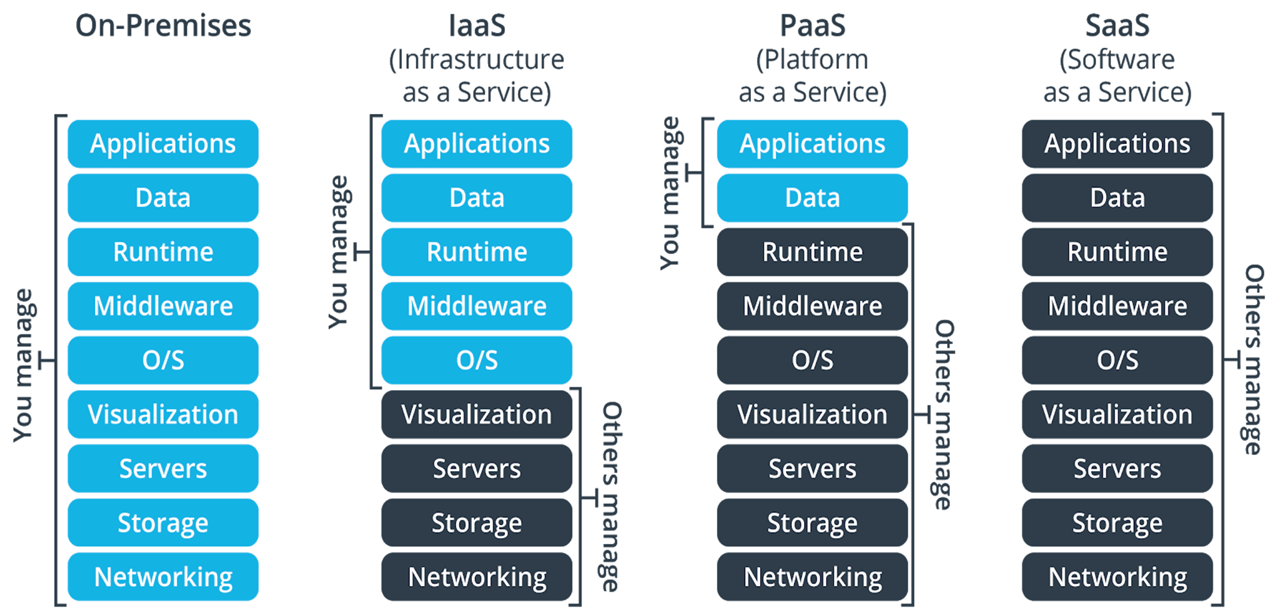 On-Premises
You manage
Applications
Data
Runtime
Middleware
O/S
Visualization
Servers
Storage
Networking
IaaS
(Infrastructure
as a Service)
You manage
Applications
Data
Runtime
Middleware
O/S
Visualization
Servers
Storage
Networking
Others manage
PaaS
(Platform
as a Service)
You manage
Applications
Data
Runtime
Middleware
O/S
Visualization
Servers
Storage
Networking
Others manage
SaaS
(Software
as a Service)
Applications
Data
Runtime
Middleware
O/S
Visualization
Servers
Storage
Networking
Others manage